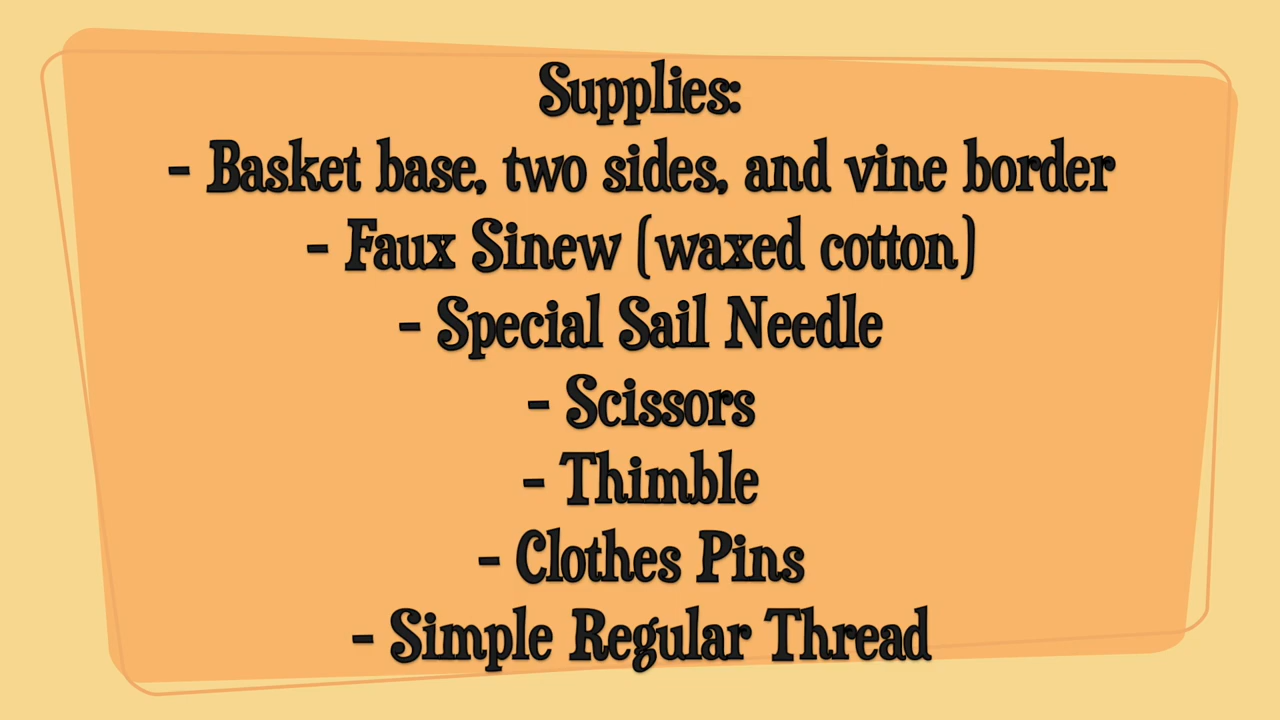 Supplies:
- Basket base, two sides, and vine border
- Faux Sinew (waxed cotton)
- Special Sail Needle
- Scissors
- Thimble
- Clothes Pins
- Simple Regular Thread